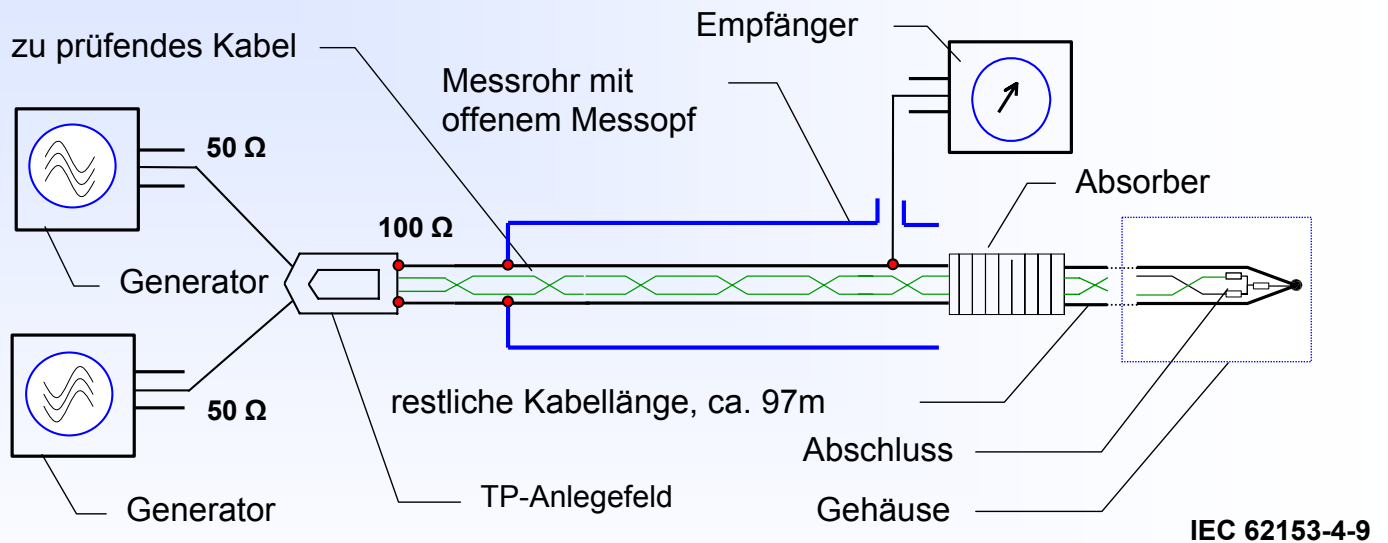 zu prüfendes Kabel
Empfänger
Messrohr mit
offenem Messopf
50 Ω
Absorber
100 Ω
Generator
restliche Kabellänge, ca. 97m
50 Ω
Abschluss
TP-Anlegefeld
Generator
Gehäuse
IEC 62153-4-9